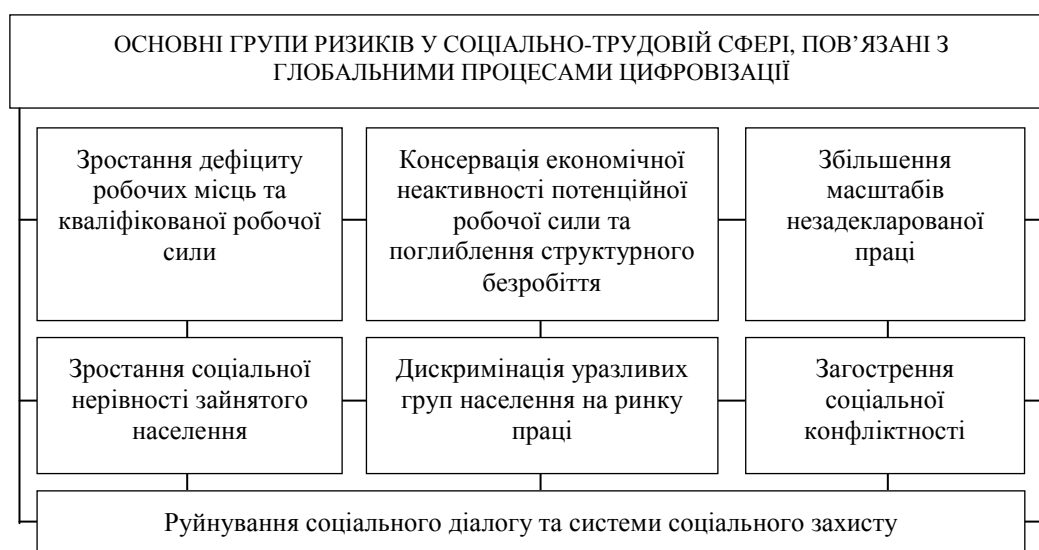 ОСНОВНІ ГРУПИ РИЗИКІВ У СОЦІАЛЬНО-ТРУДОВІЙ СФЕРІ, ПОВ’ЯЗАНІ З
ГЛОБАЛЬНИМИ ПРОЦЕСАМИ ЦИФРОВІЗАЦІЇ
Зростання дефіциту
робочих місць та
кваліфікованої робочої
сили
Консервація економічної
неактивності потенційної
робочої сили та
поглиблення структурного
безробіття
Збільшення
масштабів
незадекларованої
праці
Зростання соціальної
нерівності зайнятого
населення
Дискримінація уразливих
груп населення на ринку
праці
Загострення
соціальної
конфліктності
Руйнування соціального діалогу та системи соціального захисту